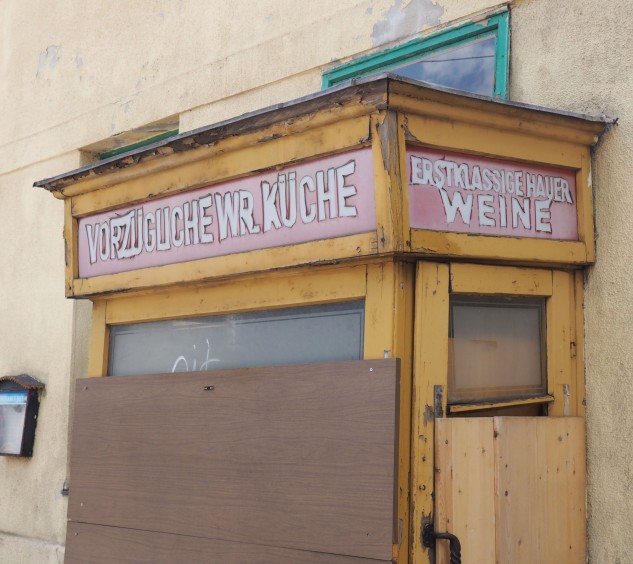 VORZÜGLICHE WR. KÜCHE
ERSTKLASSIGE HAUER
WEINE